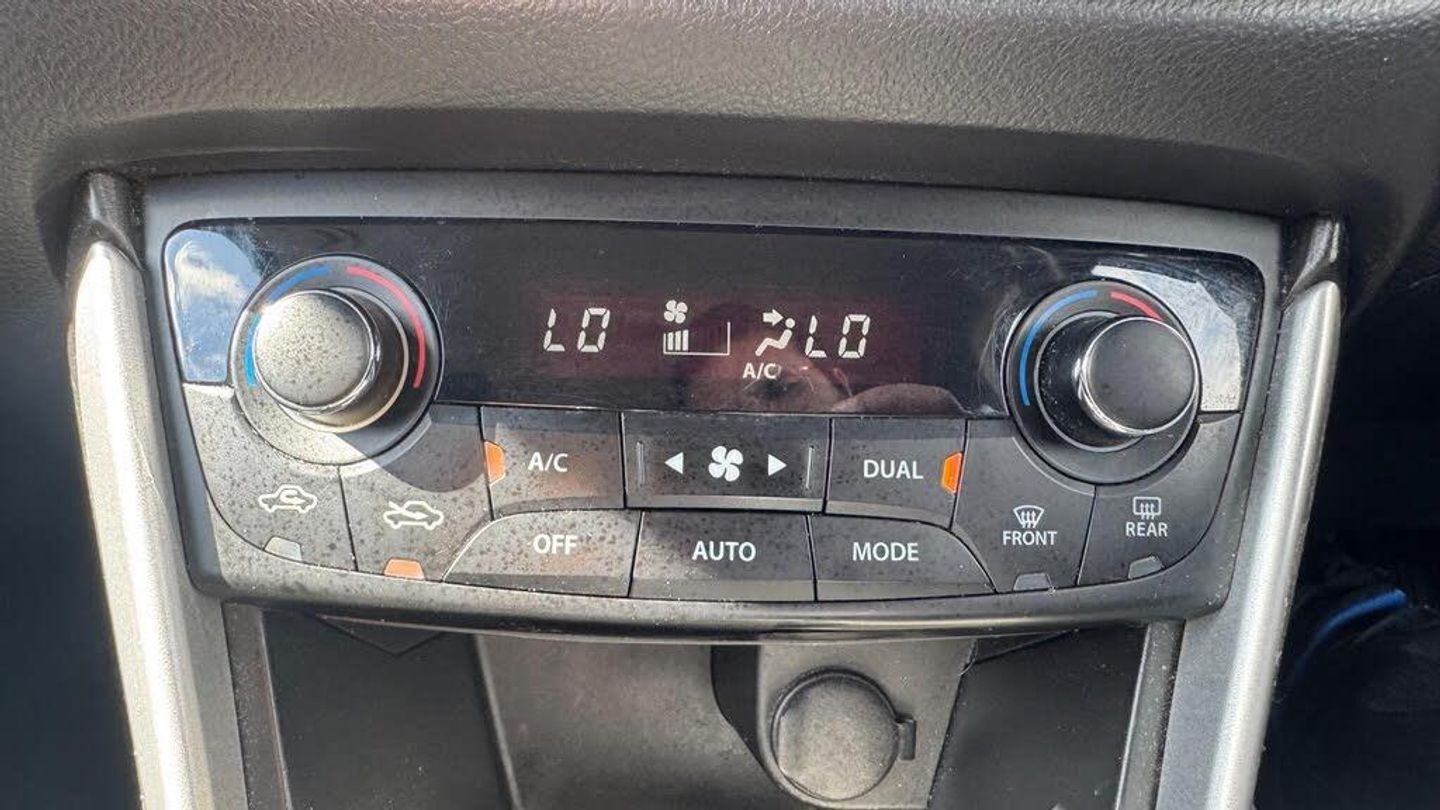 LO LO
A/C
A/C DUAL
OFF AUTO MODE FRONT REAR